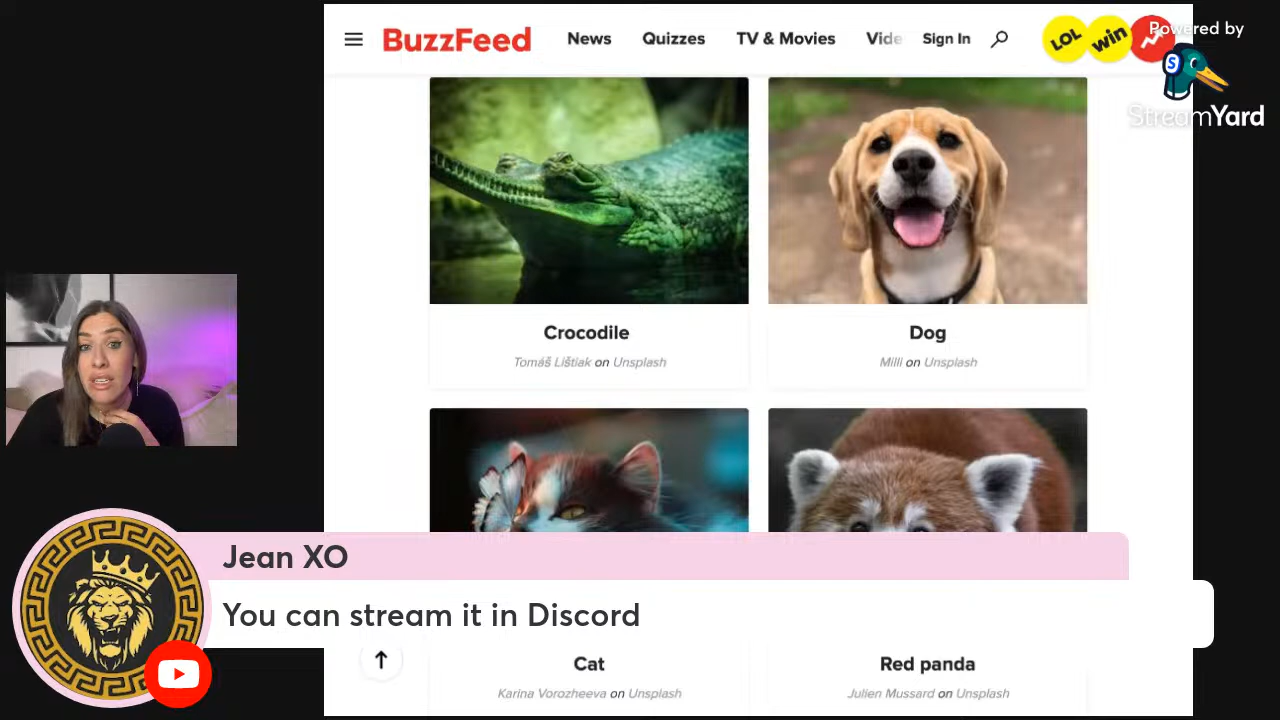 BuzzFeed
News
Quizzes
TV & Movies
Vide
Sign In
LOL
win
Powered by
S
StreamYard
Crocodile
Tomáš Lištiak on Unsplash
Dog
Milli on Unsplash
Jean XO
You can stream it in Discord
Cat
Karina Vorozheeva on Unsplash
Red panda
Julien Mussard on Unsplash